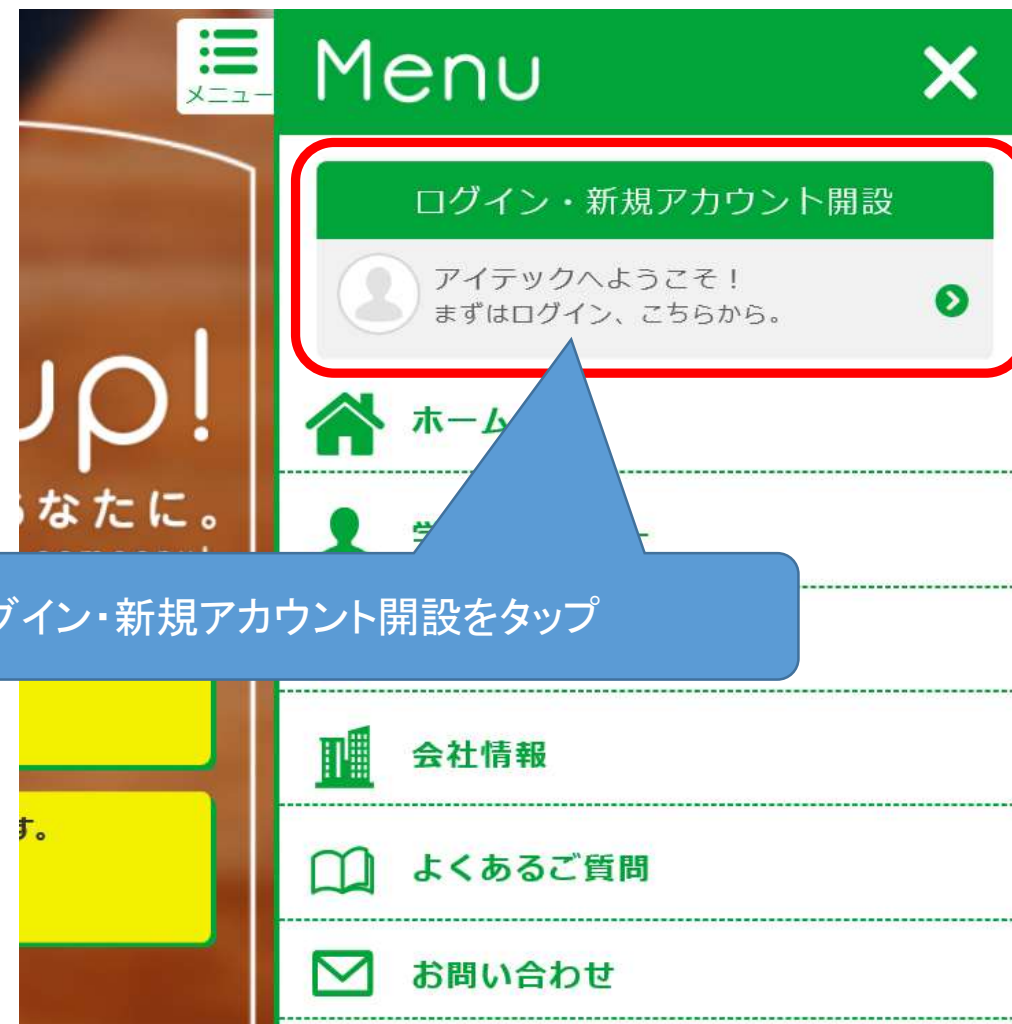 メニュー
Menu
ログイン・新規アカウント開設
アイテックへようこそ！
まずはログイン、こちらから。
up!
ホーム
なたに。
グイン・新規アカウント開設をタップ
会社情報
す。
よくあるご質問
お問い合わせ